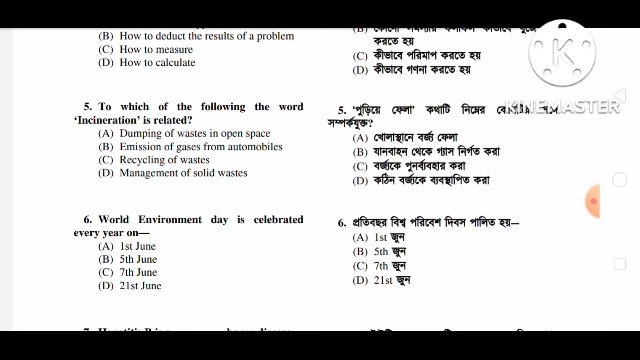 (B) How to deduct the results of a problem
(C) How to measure
(D) How to calculate
5. To which of the following the word
‘Incineration’ is related?
(A) Dumping of wastes in open space
(B) Emission of gases from automobiles
(C) Recycling of wastes
(D) Management of solid wastes
6. World Environment day is celebrated
every year on—
(A) 1st June
(B) 5th June
(C) 7th June
(D) 21st June
করতে হয়
(C) কীভাবে পরিমাপ করতে হয়
(D) কীভাবে গণনা করতে হয়
5. ‘পুড়িয়ে ফেলা’ কথাটি নিম্নের
সম্পর্কযুক্ত?
(A) খোলাস্থানে বর্জ্য ফেলা
(B) যানবাহন থেকে গ্যাস নির্গত করা
(C) বর্জ্যকে পুনর্ব্যবহার করা
(D) কঠিন বর্জ্যকে ব্যবস্থাপিত করা
6. প্রতিবছর বিশ্ব পরিবেশ দিবস পালিত হয়—
(A) 1st জুন
(B) 5th জুন
(C) 7th জুন
(D) 21st জুন
KINEMASTER